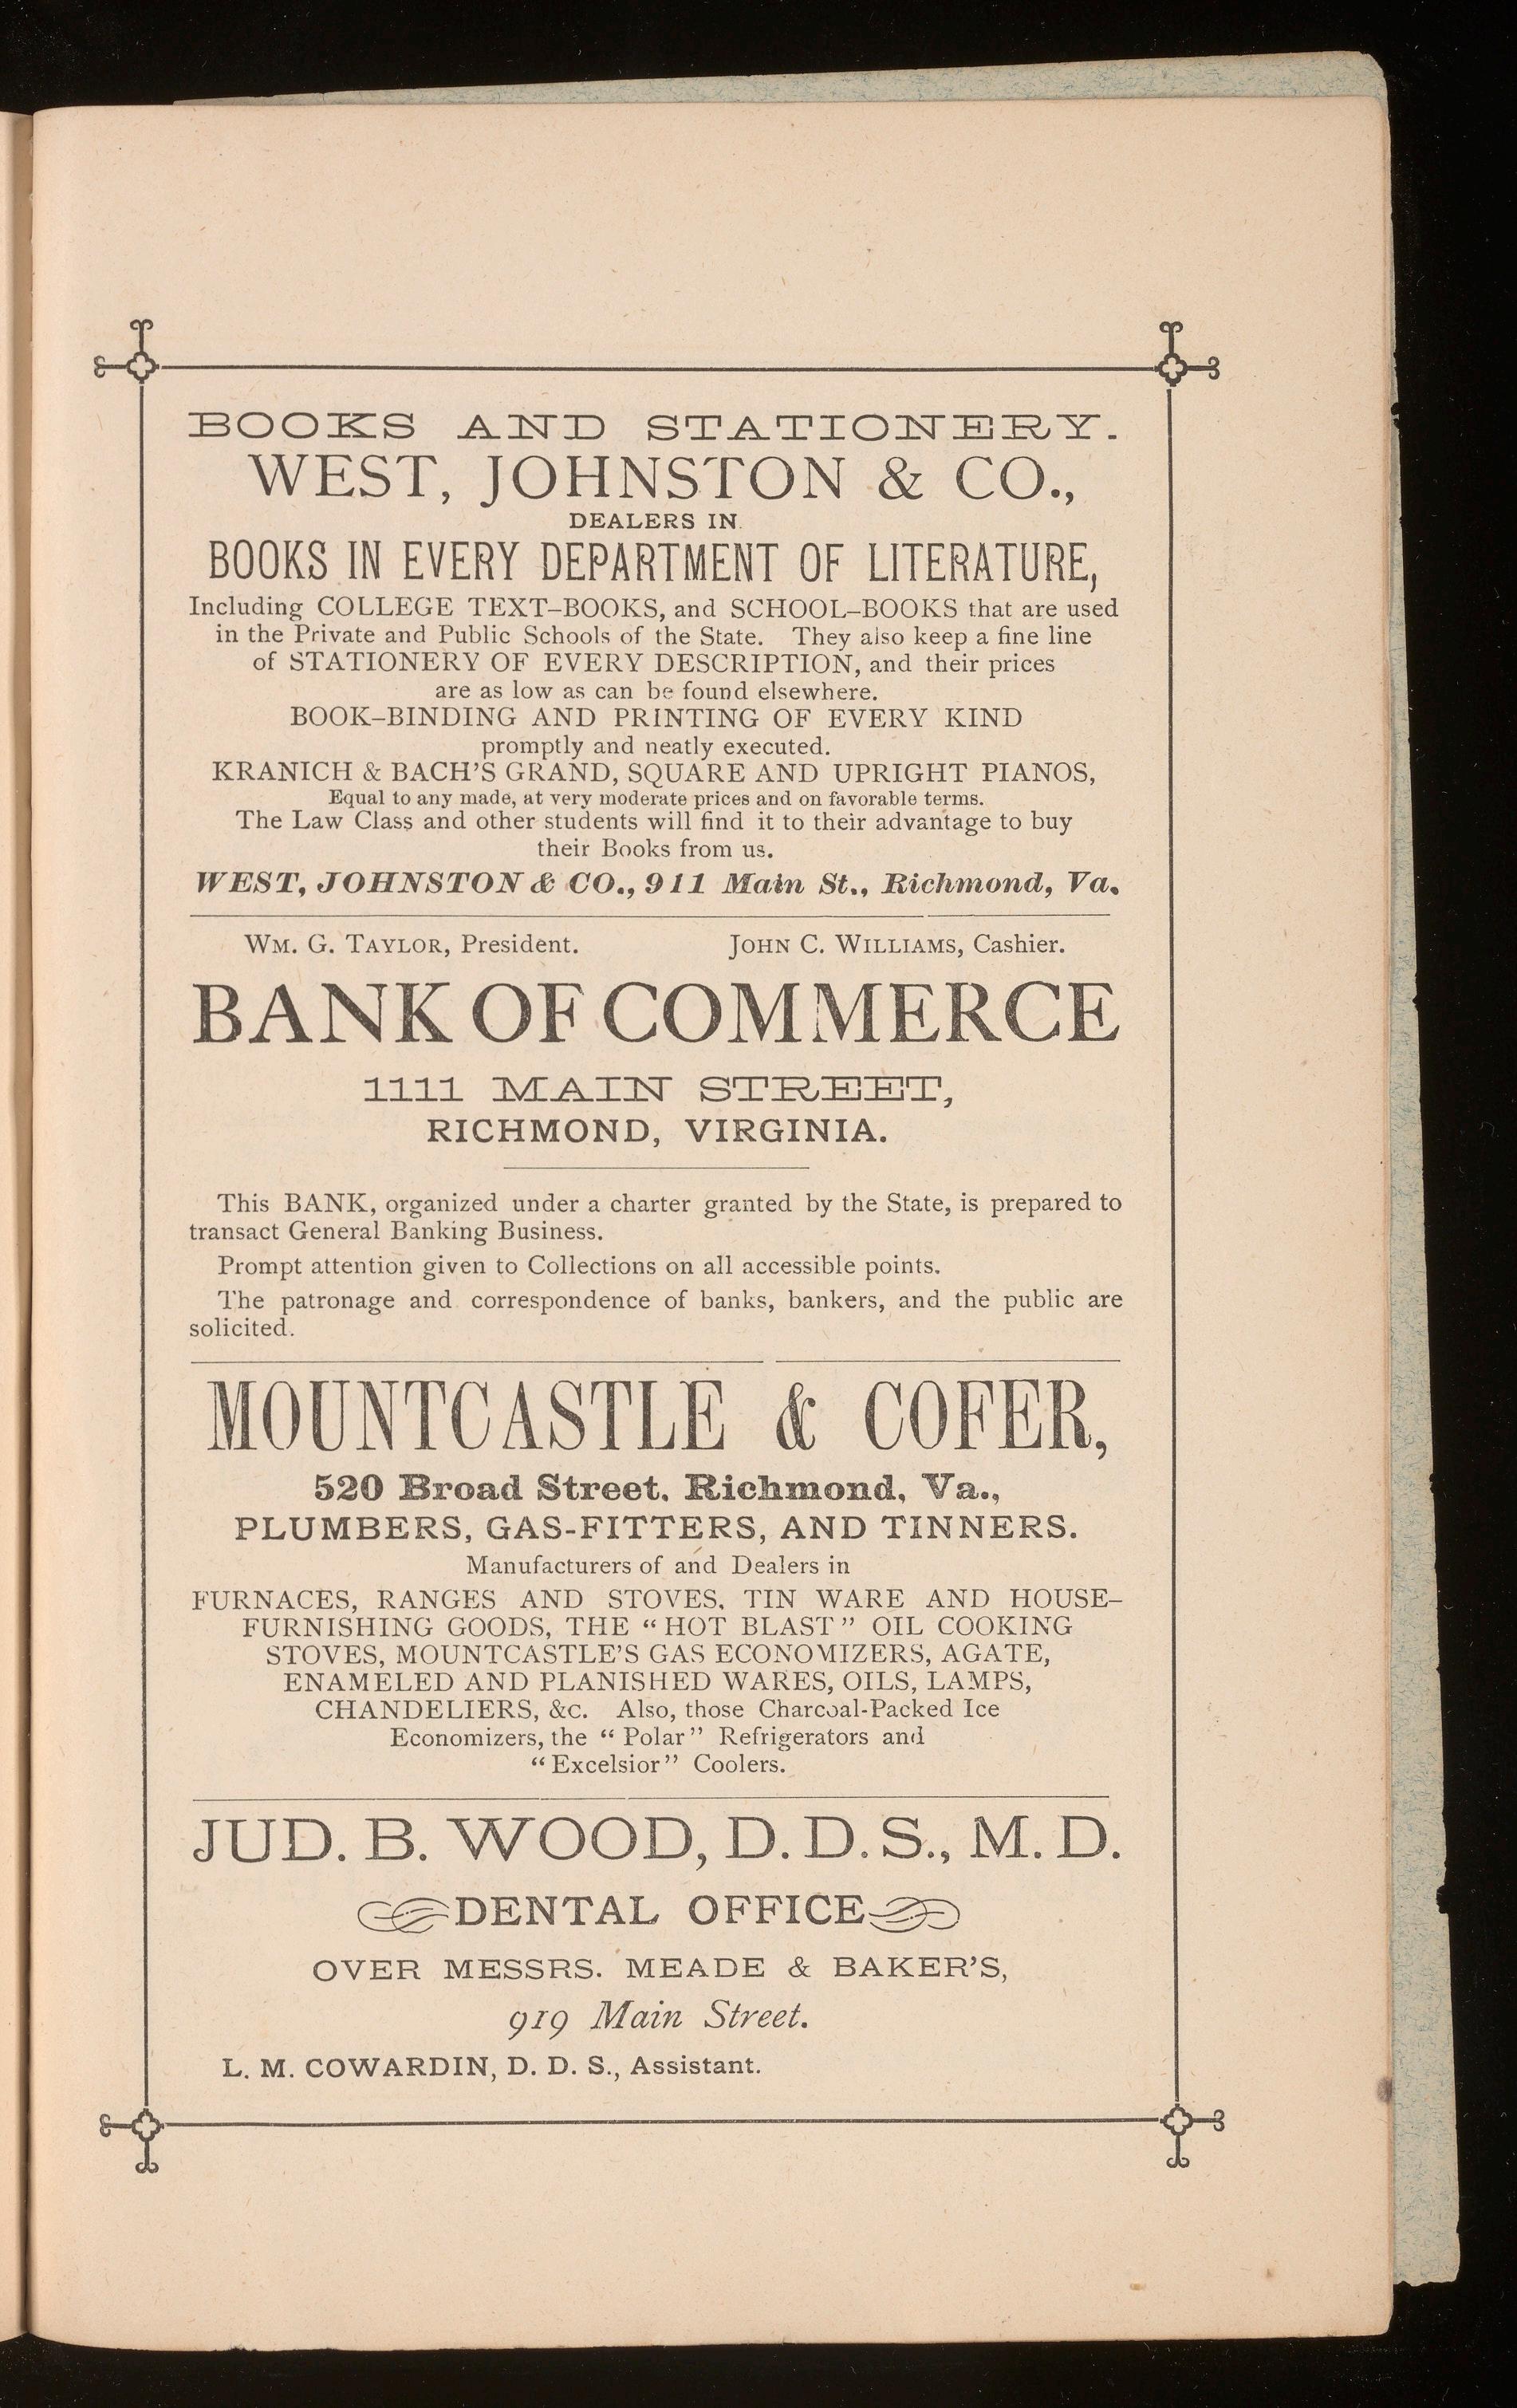 BOOKS AND STATIONERY.
WEST, JOHNSTON & CO.,
DEALERS IN
BOOKS IN EVERY DEPARTMENT OF LITERATURE,
Including COLLEGE TEXT-BOOKS, and SCHOOL-BOOKS that are used
in the Private and Public Schools of the State. They also keep a fine line
of STATIONERY OF EVERY DESCRIPTION, and their prices
are as low as can be found elsewhere.
BOOK-BINDING AND PRINTING OF EVERY KIND
promptly and neatly executed.
KRANICH & BACH'S GRAND, SQUARE AND UPRIGHT PIANOS,
Equal to any made, at very moderate prices and on favorable terms.
The Law Class and other students will find it to their advantage to buy
their Books from us.
WEST, JOHNSTON & CO., 911 Main St., Richmond, Va.
WM. G. TAYLOR, President. JOHN C. WILLIAMS, Cashier.
BANK OF COMMERCE
1111 MAIN STREET,
RICHMOND, VIRGINIA.
This BANK, organized under a charter granted by the State, is prepared to
transact General Banking Business.
Prompt attention given to Collections on all accessible points.
The patronage and correspondence of banks, bankers, and the public are
solicited.
MOUNTCASTLE & COFER,
520 Broad Street, Richmond, Va.,
PLUMBERS, GAS-FITTERS, AND TINNERS.
Manufacturers of and Dealers in
FURNACES, RANGES AND STOVES, TIN WARE AND HOUSE-
FURNISHING GOODS, THE "HOT BLAST" OIL COOKING
STOVES, MOUNTCASTLE'S GAS ECONOMIZERS, AGATE,
ENAMELED AND PLANISHED WARES, OILS, LAMPS,
CHANDELIERS, &c. Also, those Charcoal-Packed Ice
Economizers, the "Polar" Refrigerators and
"Excelsior" Coolers.
JUD. B. WOOD, D. D. S., M. D.
DENTAL OFFICE
OVER MESSRS. MEADE & BAKER'S,
919 Main Street.
L. M. COWARDIN, D. D. S., Assistant.